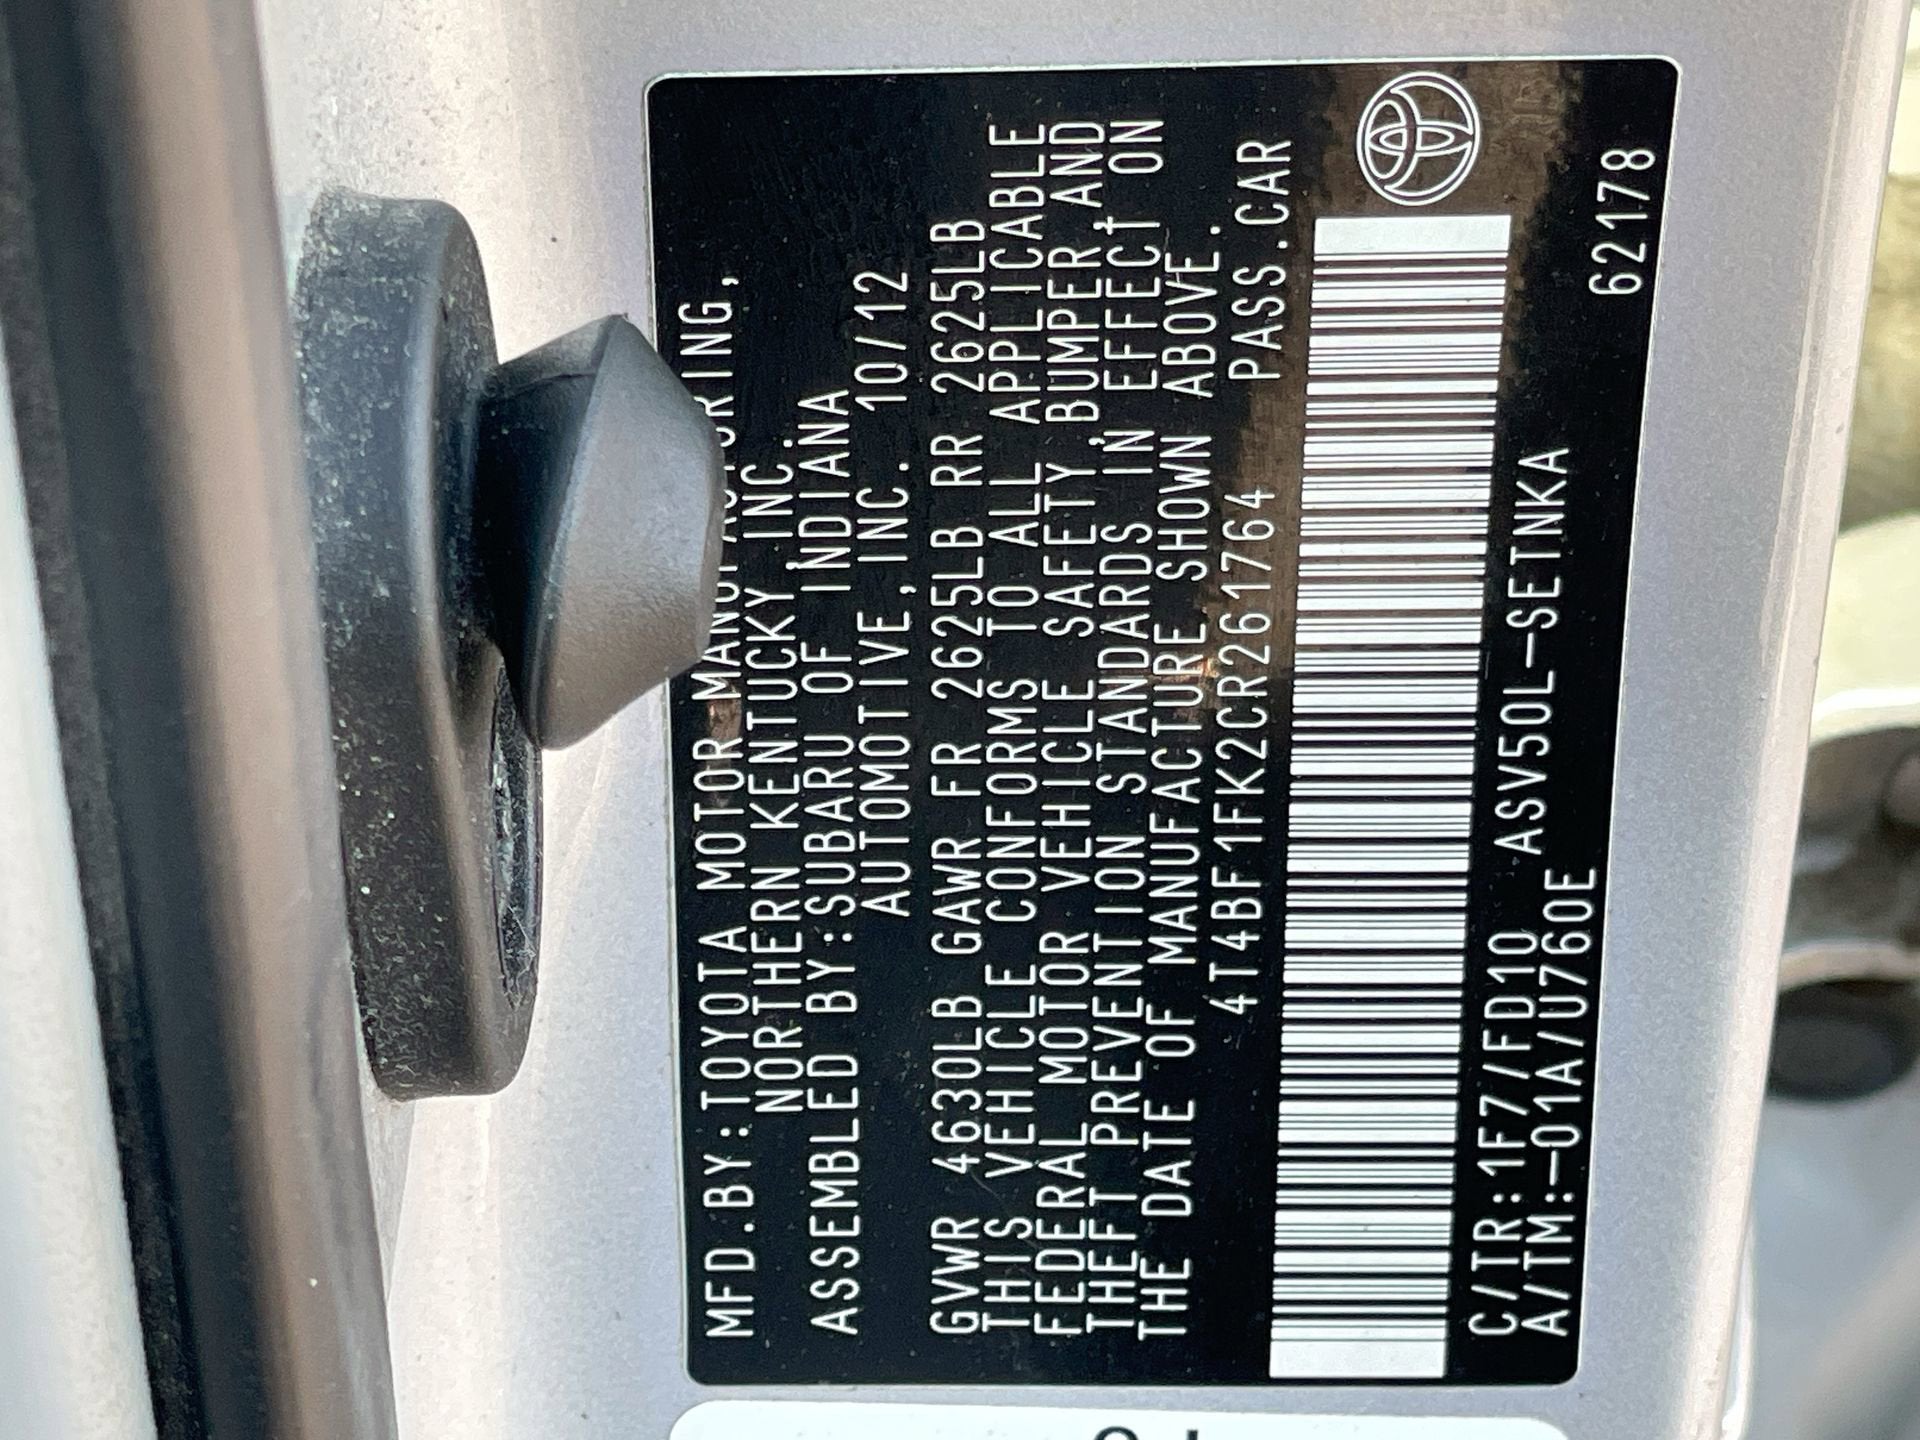 MFD.BY:TOYOTA MOTOR MANUFACTURING,
NORTHERN KENTUCKY, INC.
ASSEMBLED BY:SUBARU OF INDIANA
AUTOMOTIVE,INC. 10/12
GVWR 4630LB GAWR FR 2625LB RR 2625LB
THIS VEHICLE CONFORMS TO ALL APPLICABLE
FEDERAL MOTOR VEHICLE SAFETY, BUMPER, AND
THEFT PREVENTION STANDARDS IN EFFECT ON
THE DATE OF MANUFACTURE SHOWN ABOVE.
4T4BF1FK2CR261764 PASS.CAR
C/TR:1F7/FD10 ASV50L-SETNKA
A/TM:-01A/U760E 62178